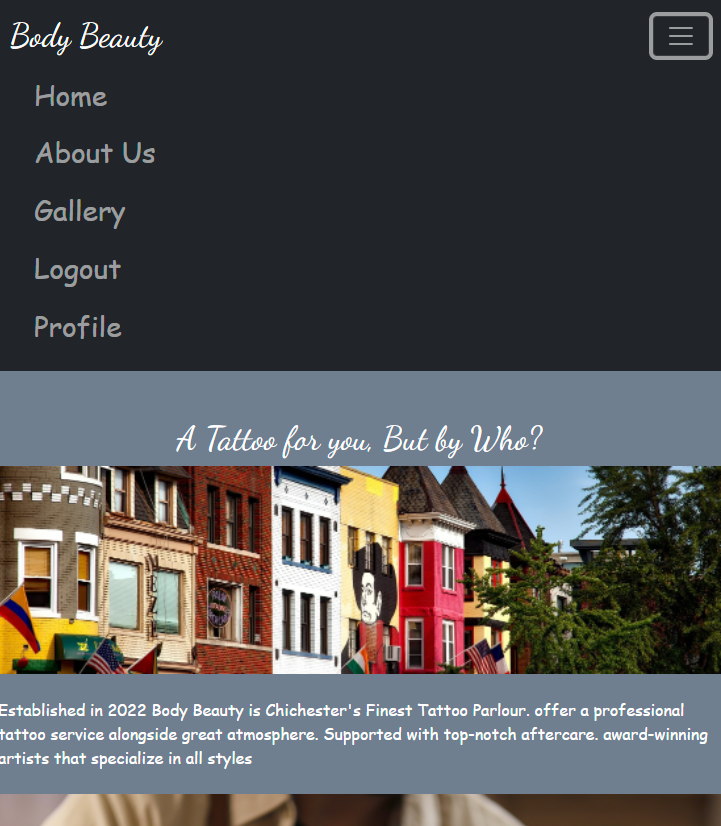 Body Beauty
Home
About Us
Gallery
Logout
Profile
A Tattoo for you, But by Who?
Established in 2022 Body Beauty is Chichester's Finest Tattoo Parlour. offer a professional
tattoo service alongside great atmosphere. Supported with top-notch aftercare. award-winning
artists that specialize in all styles